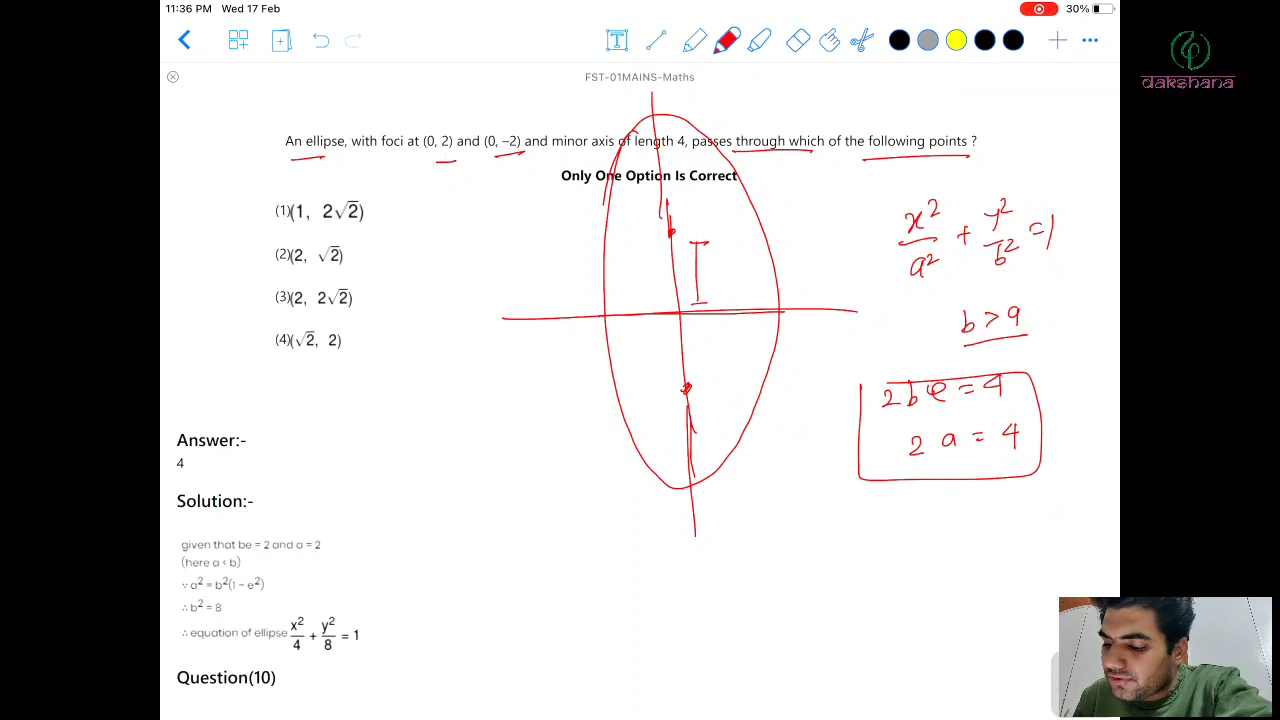 11:36 PM Wed 17 Feb
30%
dakshana
FST-01MAINS-Maths
An ellipse, with foci at (0, 2) and (0, –2) and minor axis of length 4, passes through which of the following points ?
Only One Option Is Correct
(1)(1, 2√2)
(2)(2, √2)
(3)(2, 2√2)
(4)(√2, 2)
x²/a² + y²/b² = 1
b > a
2be = 4
2a = 4
Answer:-
4
Solution:-
given that be = 2 and a = 2
(here a < b)
∵ a² = b²(1 – e²)
∴ b² = 8
∴ equation of ellipse x²/4 + y²/8 = 1
Question(10)